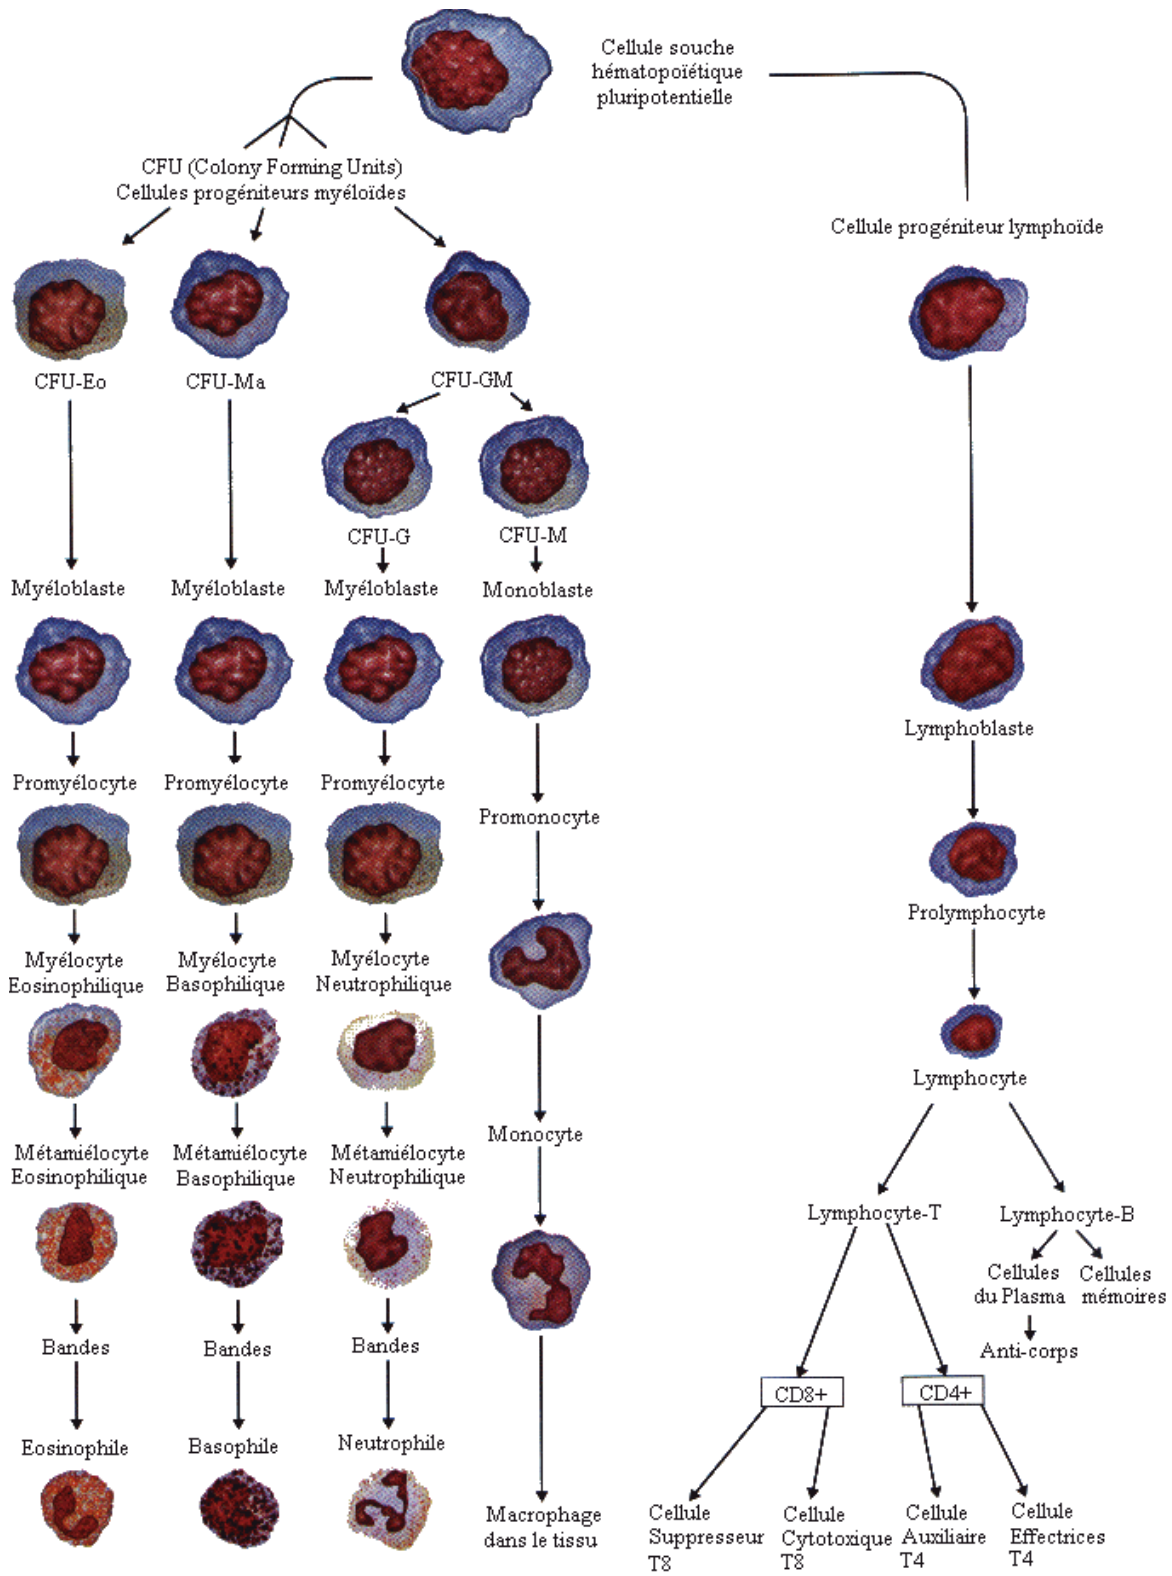 Cellule souche
hématopoïétique
pluripotentielle
CFU (Colony Forming Units)
Cellules progéniteurs myéloïdes
Cellule progéniteur lymphoïde
CFU-Eo
CFU-Ma
CFU-GM
CFU-G
CFU-M
Myéloblaste
Myéloblaste
Myéloblaste
Monoblaste
Lymphoblaste
Promyélocyte
Promyélocyte
Promyélocyte
Promonocyte
Prolymphocyte
Myélocyte
Eosinophilique
Myélocyte
Basophilique
Myélocyte
Neutrophilique
Lymphocyte
Métamiélocyte
Eosinophilique
Métamiélocyte
Basophilique
Métamiélocyte
Neutrophilique
Monocyte
Lymphocyte-T
Lymphocyte-B
Cellules
du Plasma
Cellules
mémoires
Anti-corps
Bandes
Bandes
Bandes
CD8+
CD4+
Eosinophile
Basophile
Neutrophile
Macrophage
dans le tissu
Cellule
Suppresseur
T8
Cellule
Cytotoxique
T8
Cellule
Auxiliaire
T4
Cellule
Effectrices
T4